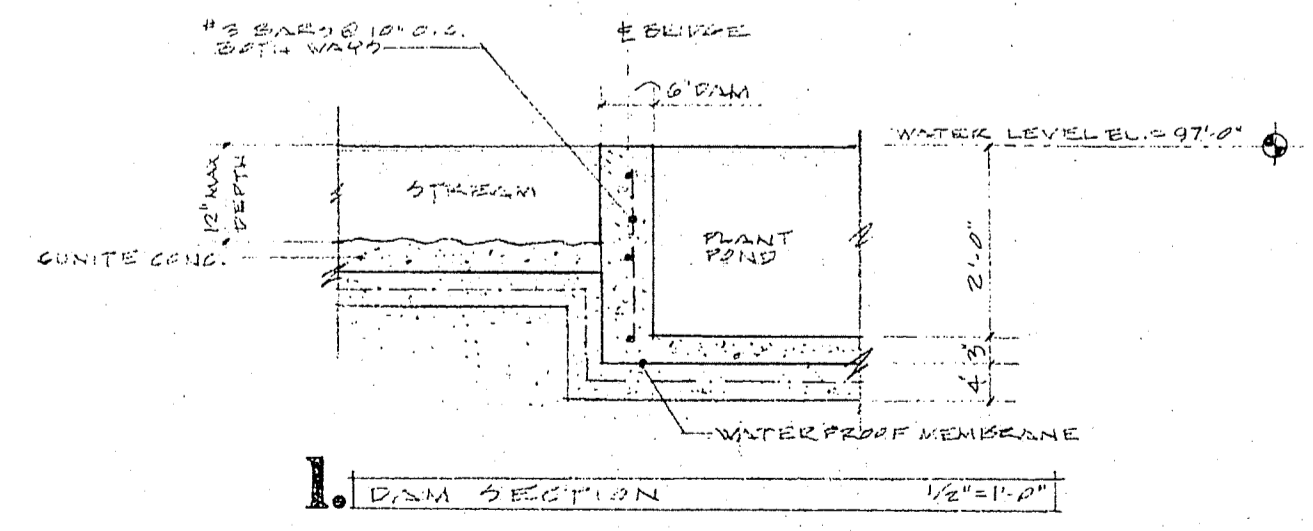 #3 BARS @ 10" O.C.
BOTH WAYS
℄ BRIDGE
6" DAM
WATER LEVEL EL. = 97'-0"
12" MAX
DEPTH
STREAM
GUNITE CONC.
PLANT
POND
2'-0"
3"
4"
WATERPROOF MEMBRANE
1. DAM SECTION 1/2"=1'-0"